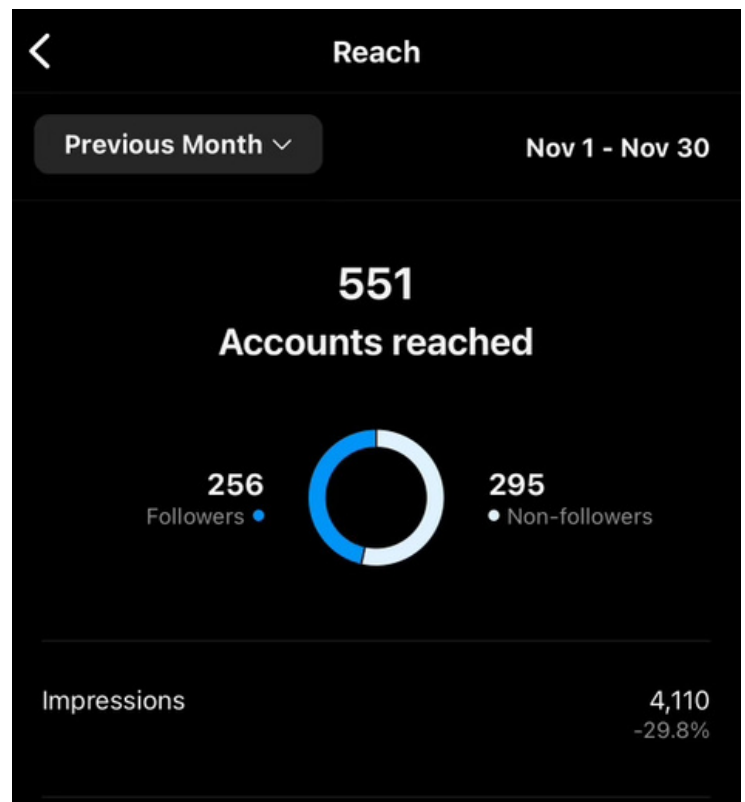 Reach
Previous Month
Nov 1 - Nov 30
551
Accounts reached
256
Followers
295
Non-followers
Impressions
4,110
-29.8%